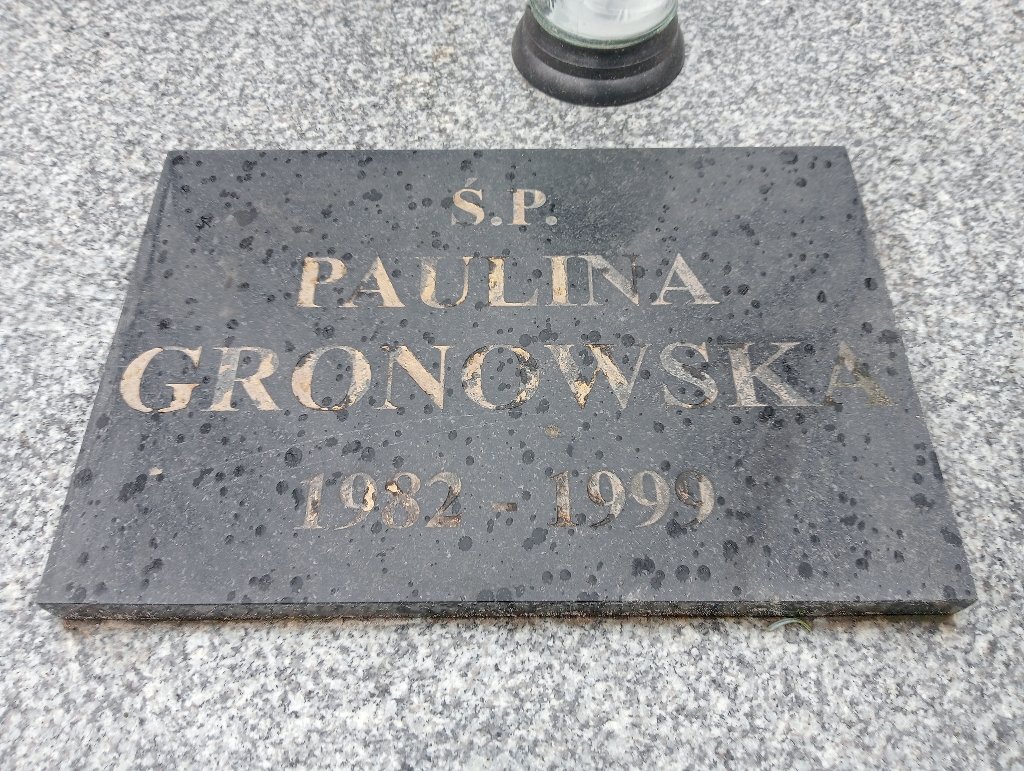 Ś.P.
PAULINA
GRONOWSKA
1982 - 1999